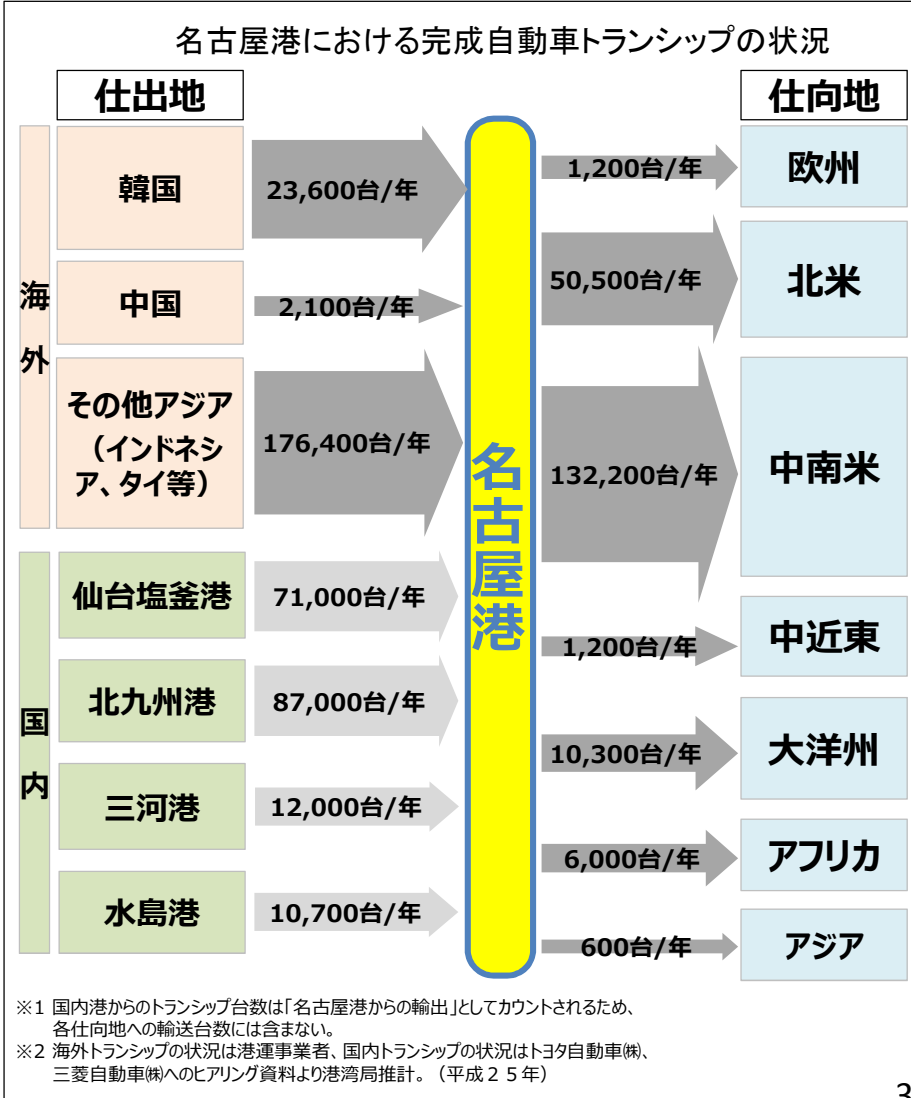 名古屋港における完成自動車トランシップの状況
仕出地
仕向地
海外
韓国
23,600台/年
中国
2,100台/年
その他アジア
（インドネシ
ア、タイ等）
176,400台/年
国内
仙台塩釜港
71,000台/年
北九州港
87,000台/年
三河港
12,000台/年
水島港
10,700台/年
名古屋港
1,200台/年
欧州
50,500台/年
北米
132,200台/年
中南米
1,200台/年
中近東
10,300台/年
大洋州
6,000台/年
アフリカ
600台/年
アジア
※1 国内港からのトランシップ台数は「名古屋港からの輸出」としてカウントされるため、
各仕向地への輸送台数には含まない。
※2 海外トランシップの状況は港運事業者、国内トランシップの状況はトヨタ自動車㈱、
三菱自動車㈱へのヒアリング資料より港湾局推計。（平成２５年）
3